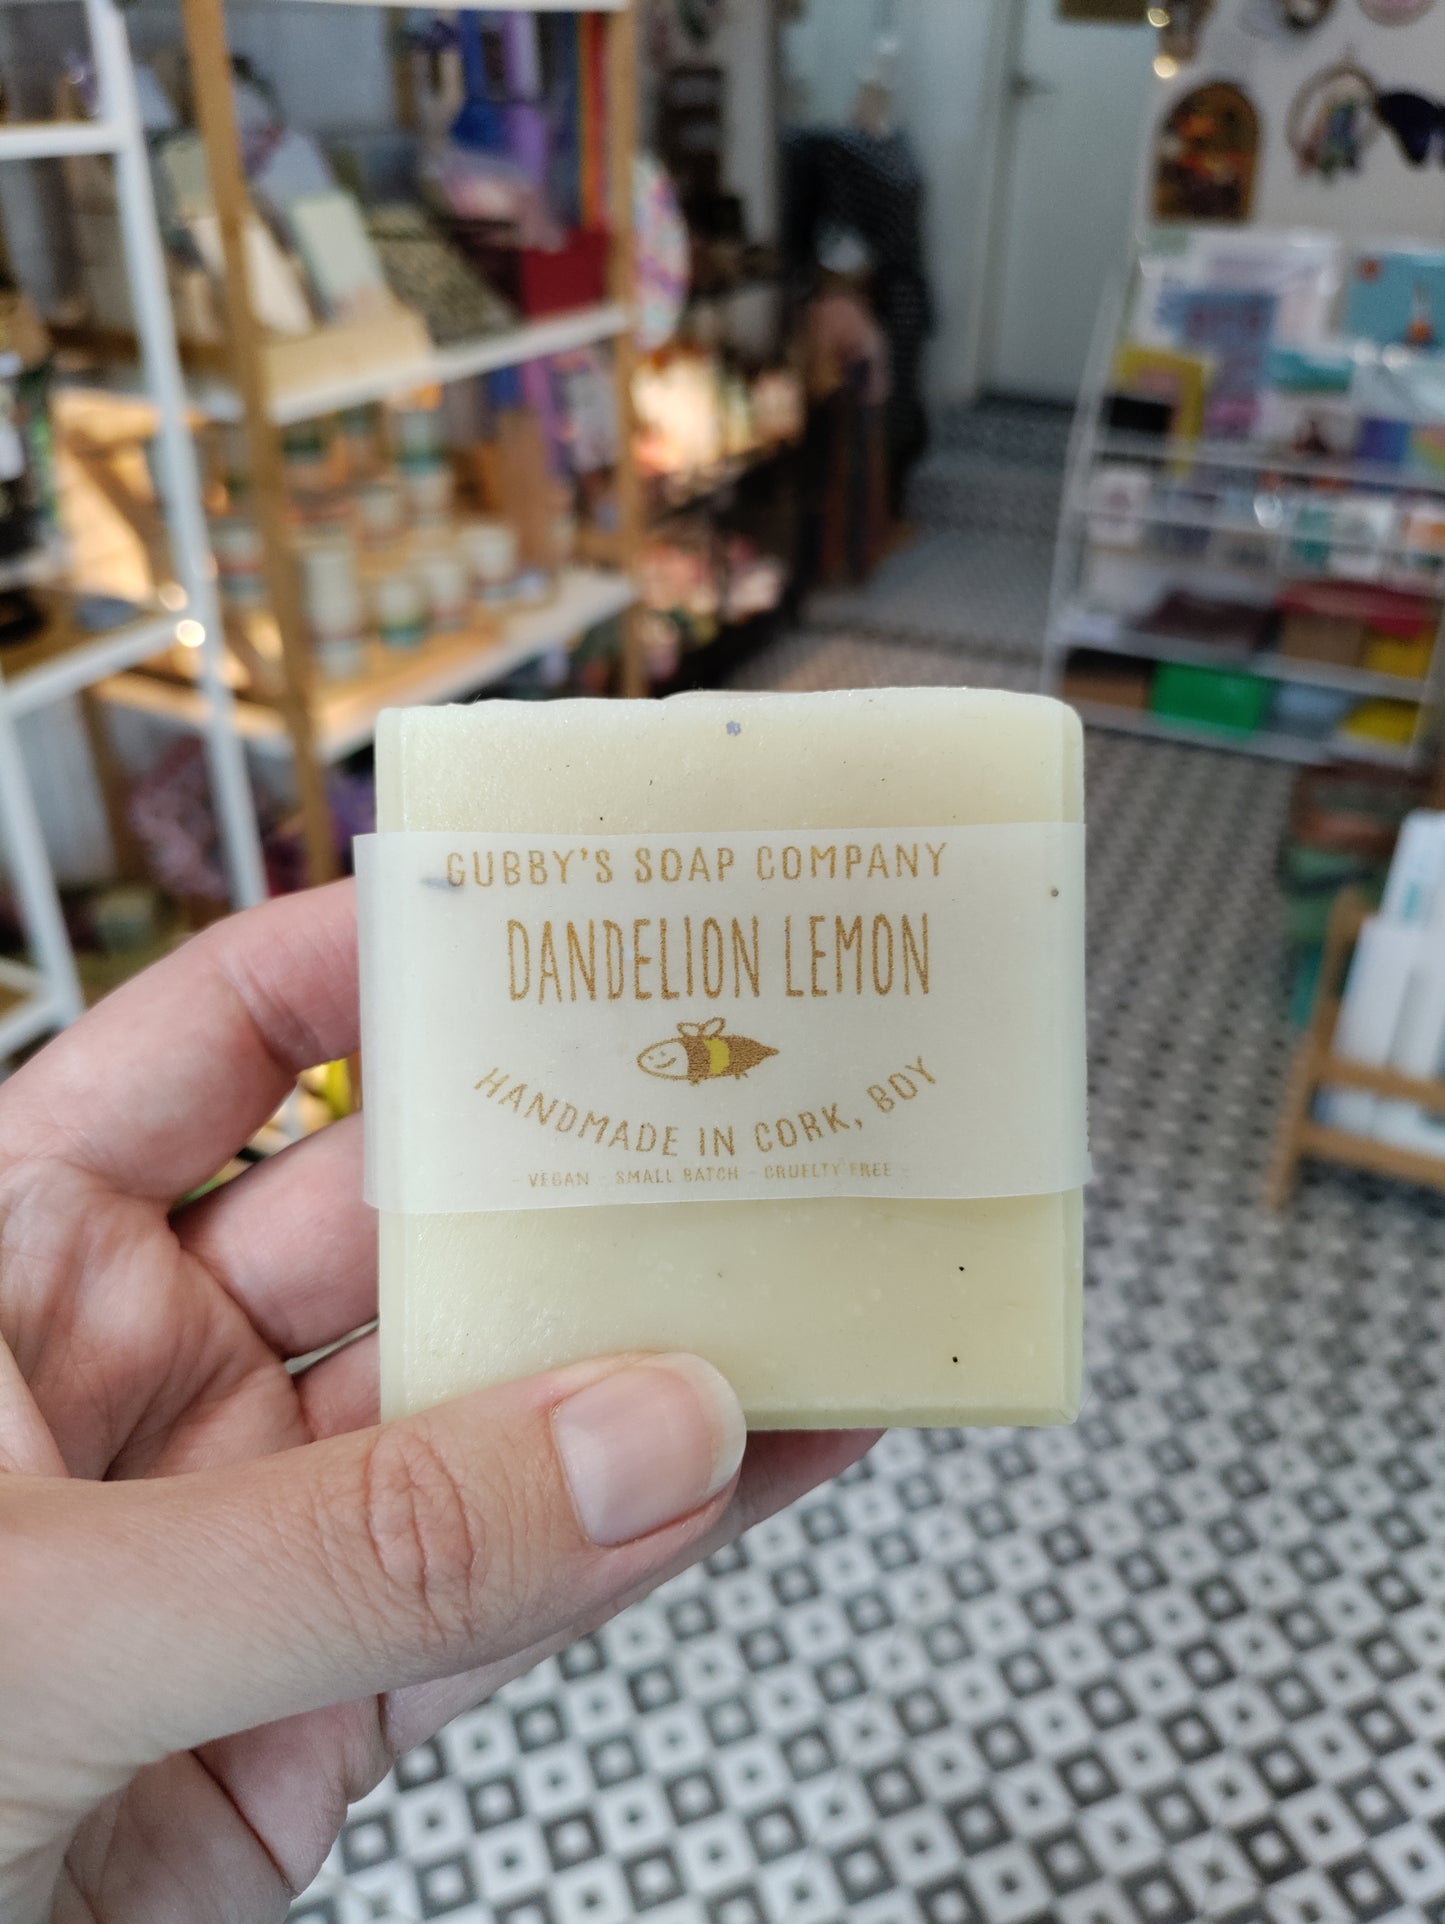 GUBBY'S SOAP COMPANY
DANDELION LEMON
HANDMADE IN CORK, BOY
- VEGAN - SMALL BATCH - CRUELTY FREE -